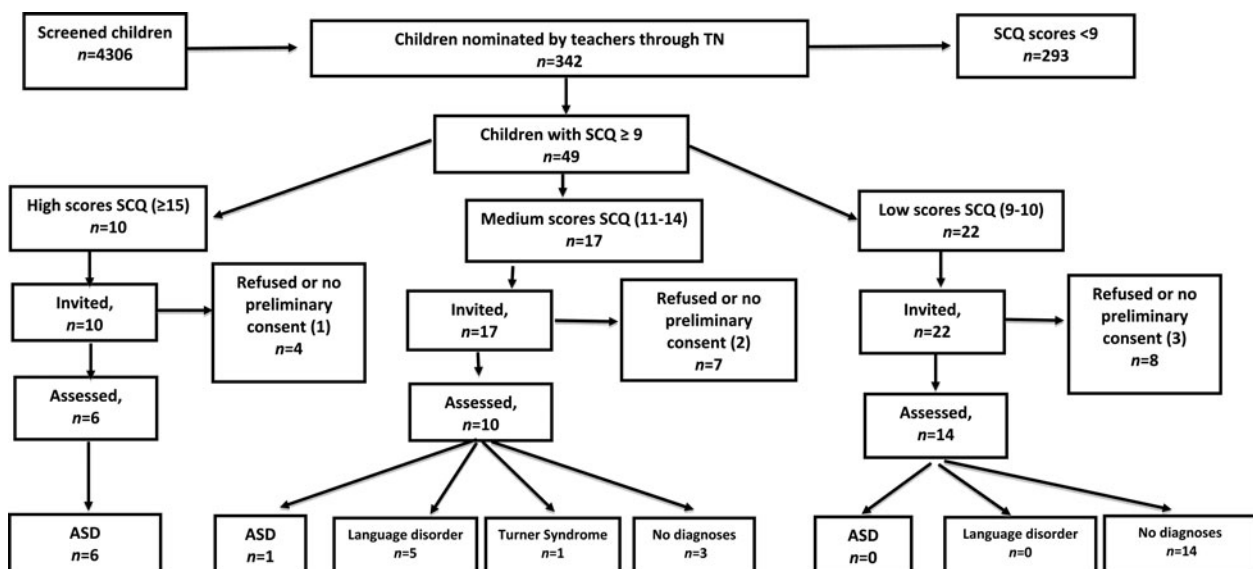 Screened children
n=4306
Children nominated by teachers through TN
n=342
SCQ scores <9
n=293
Children with SCQ ≥ 9
n=49
High scores SCQ (≥15)
n=10
Medium scores SCQ (11-14)
n=17
Low scores SCQ (9-10)
n=22
Invited,
n=10
Refused or no
preliminary
consent (1)
n=4
Invited,
n=17
Refused or no
preliminary
consent (2)
n=7
Invited,
n=22
Refused or no
preliminary
consent (3)
n=8
Assessed,
n=6
Assessed,
n=10
Assessed,
n=14
ASD
n=6
ASD
n=1
Language disorder
n=5
Turner Syndrome
n=1
No diagnoses
n=3
ASD
n=0
Language disorder
n=0
No diagnoses
n=14